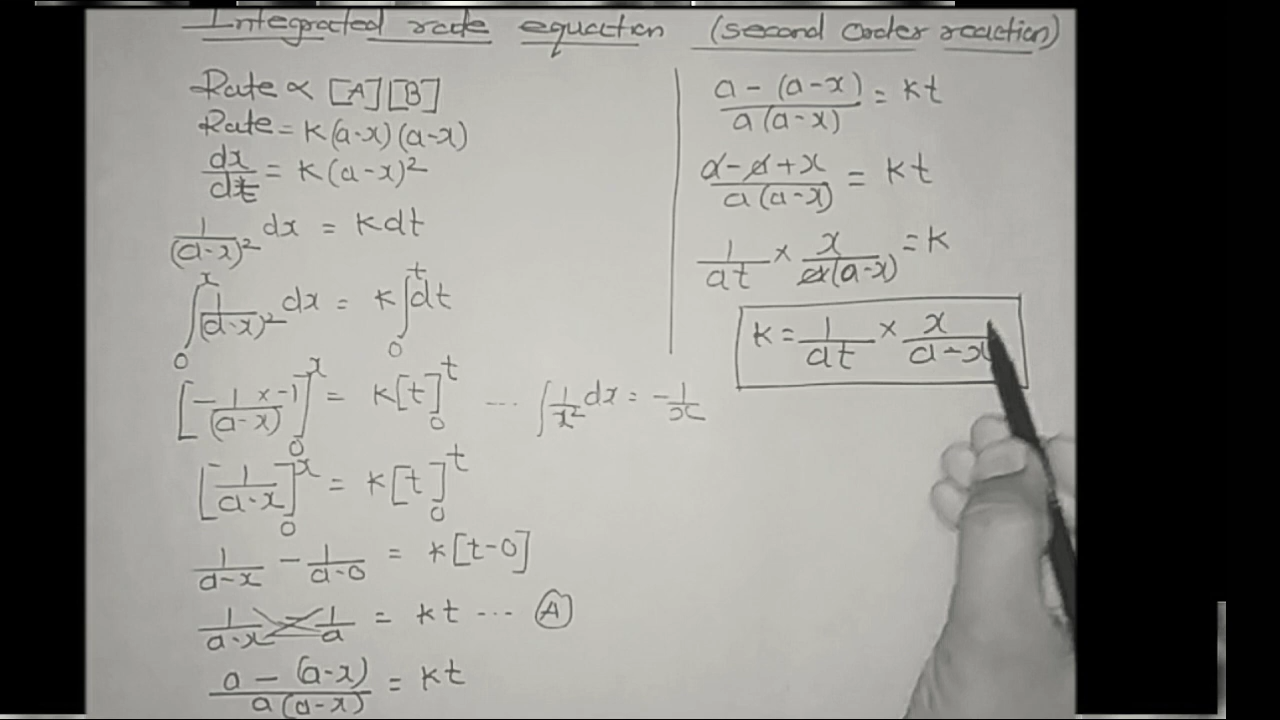 Integrated rate equation (second order reaction)
Rate ∝ [A][B]
Rate = K(a-x)(a-x)
dx/dt = K(a-x)²
1/(a-x)² dx = Kdt
∫₀ˣ 1/(a-x)² dx = K∫₀ᵗ dt
[-1/(a-x) × -1]₀ˣ = K[t]₀ᵗ ... ∫1/x² dx = -1/x
[1/a-x]₀ˣ = K[t]₀ᵗ
1/a-x - 1/a-0 = K[t-0]
1/a-x - 1/a = Kt ... Ⓐ
a-(a-x)/a(a-x) = Kt
a-(a-x)/a(a-x) = Kt
a-a+x/a(a-x) = Kt
1/at × x/(a-x) = K
K = 1/at × x/a-x